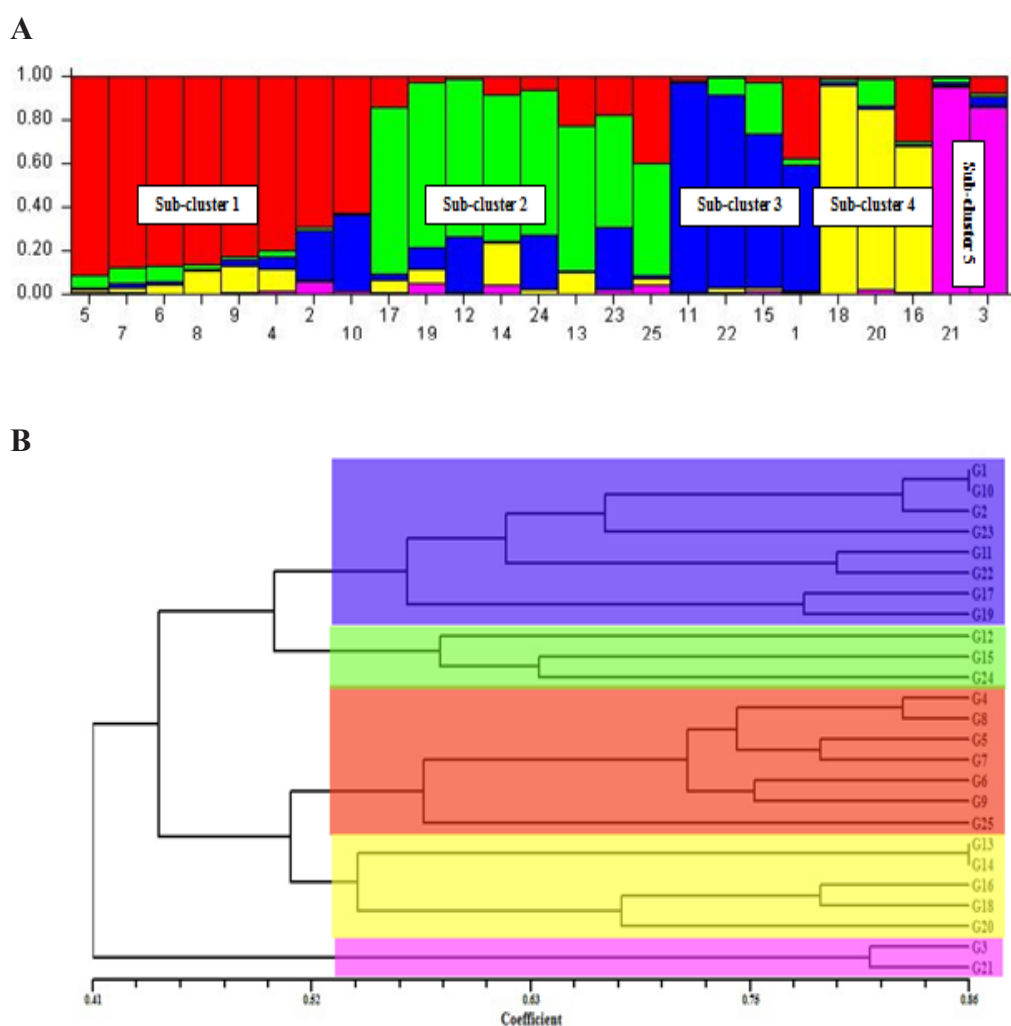 A
1.00
0.80
0.60
0.40
0.20
0.00
Sub-cluster 1
Sub-cluster 2
Sub-cluster 3
Sub-cluster 4
Sub-cluster 5
5 6 9 2 17 12 24 23 11 15 18 16 3
7 8 4 10 19 14 13 25 22 1 20 21
B
G1
G10
G2
G23
G11
G22
G17
G19
G12
G15
G24
G4
G8
G5
G7
G6
G9
G25
G13
G14
G16
G18
G20
G3
G21
0.41 0.52 0.63 0.75 0.86
Coefficient